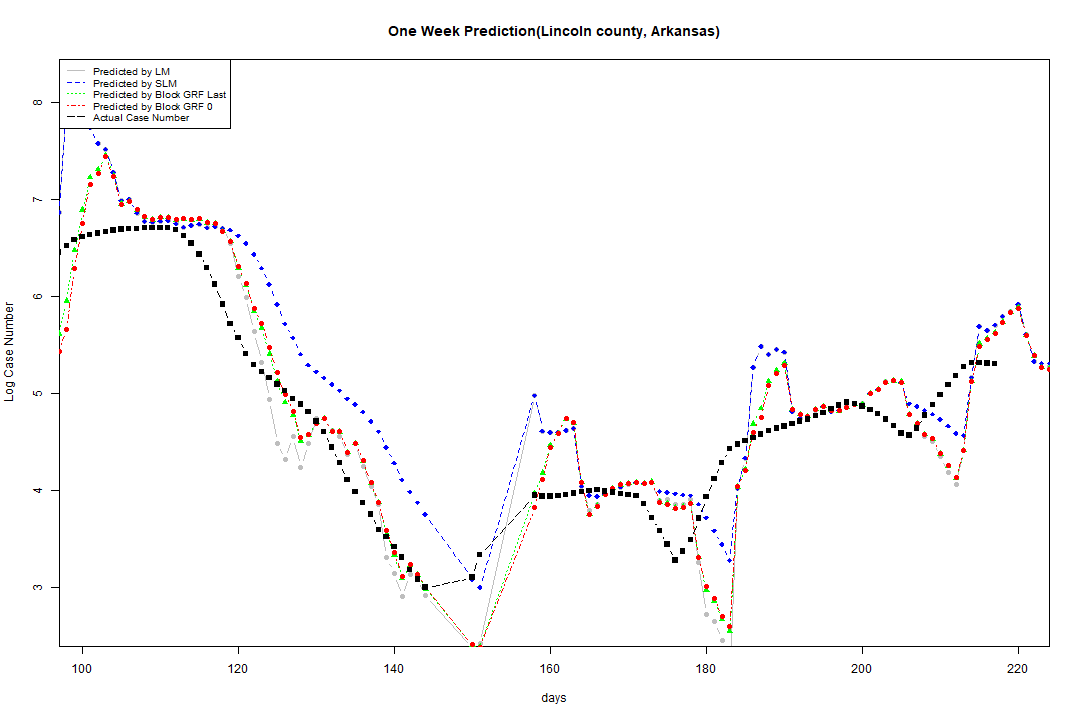 One Week Prediction(Lincoln county, Arkansas)
Predicted by LM
Predicted by SLM
Predicted by Block GRF Last
Predicted by Block GRF 0
Actual Case Number
8
7
6
5
4
3
Log Case Number
100 120 140 160 180 200 220
days